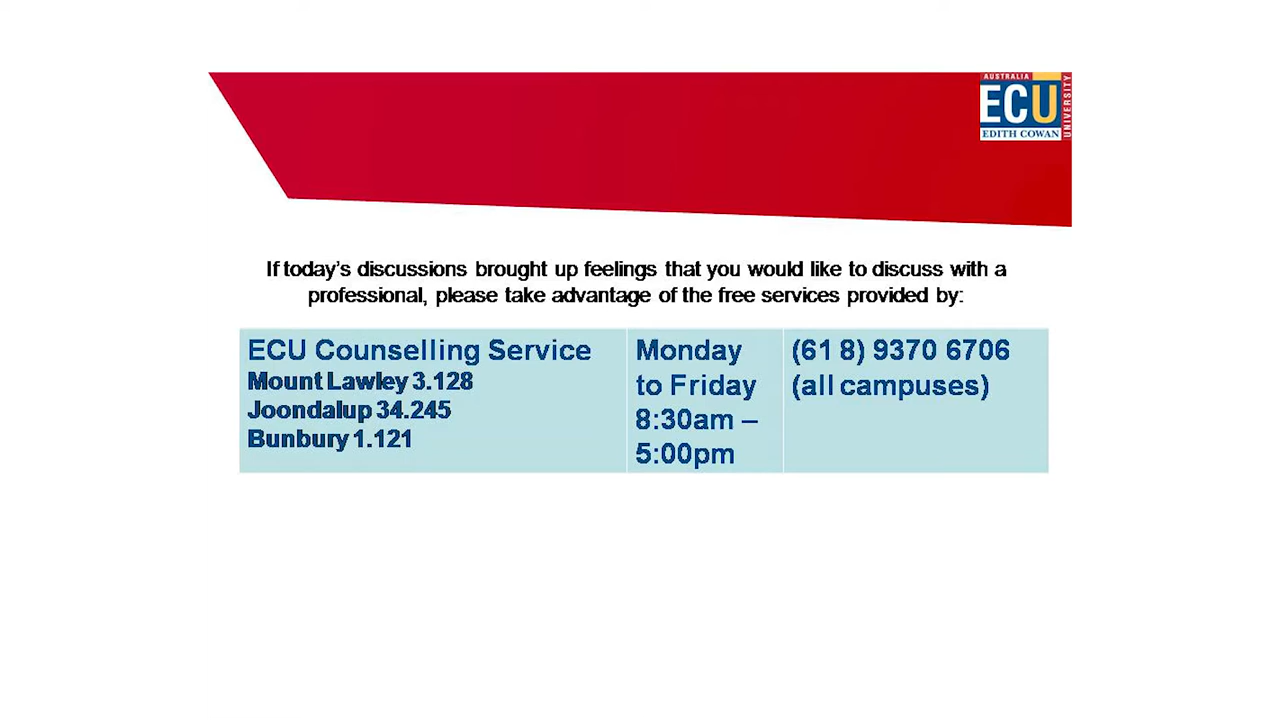 AUSTRALIA
ECU
EDITH COWAN
UNIVERSITY
If today's discussions brought up feelings that you would like to discuss with a
professional, please take advantage of the free services provided by:
ECU Counselling Service
Mount Lawley 3.128
Joondalup 34.245
Bunbury 1.121
Monday
to Friday
8:30am –
5:00pm
(61 8) 9370 6706
(all campuses)